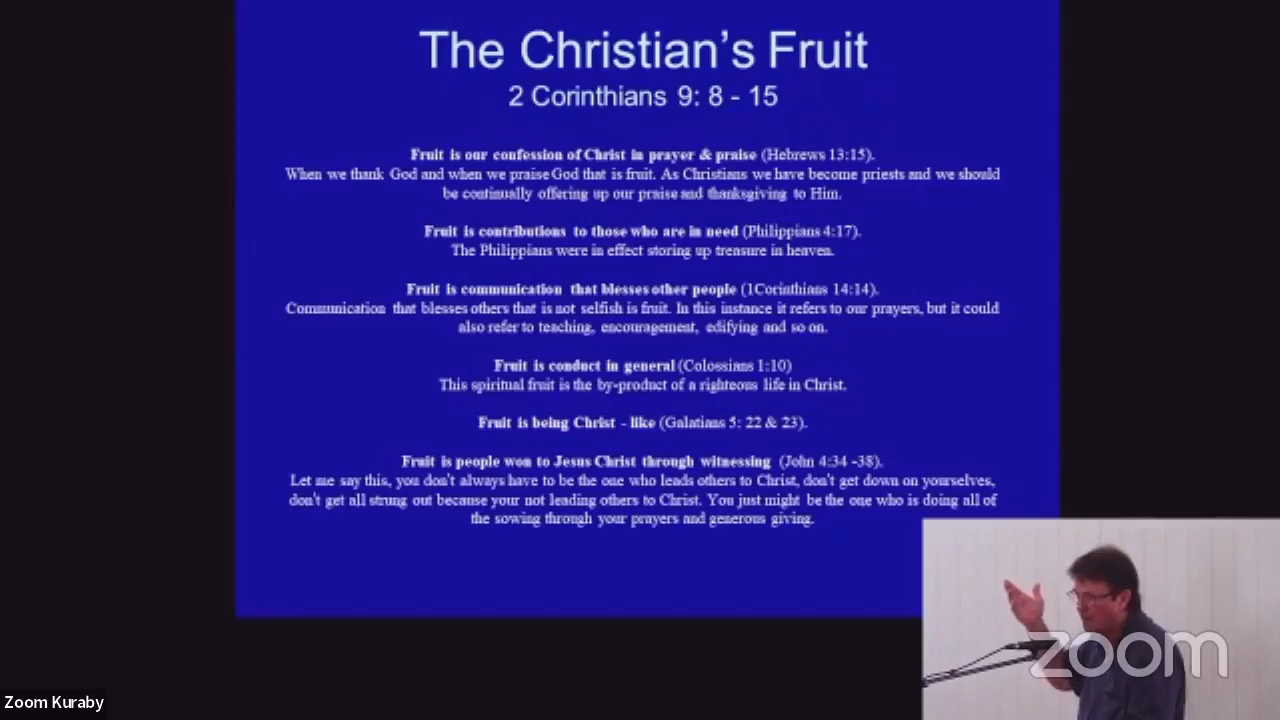 The Christian’s Fruit
2 Corinthians 9: 8 - 15
Fruit is our confession of Christ in prayer & praise (Hebrews 13:15).
When we thank God and when we praise God that is fruit. As Christians we have become priests and we should
be continually offering up our praise and thanksgiving to Him.
Fruit is contributions to those who are in need (Philippians 4:17).
The Philippians were in effect storing up treasure in heaven.
Fruit is communication that blesses other people (1Corinthians 14:14).
Communication that blesses others that is not selfish is fruit. In this instance it refers to our prayers, but it could
also refer to teaching, encouragement, edifying and so on.
Fruit is conduct in general (Colossians 1:10)
This spiritual fruit is the by-product of a righteous life in Christ.
Fruit is being Christ - like (Galatians 5: 22 & 23).
Fruit is people won to Jesus Christ through witnessing (John 4:34 -38).
Let me say this, you don't always have to be the one who leads others to Christ, don't get down on yourselves,
don't get all strung out because your not leading others to Christ. You just might be the one who is doing all of
the sowing through your prayers and generous giving.
zoom
Zoom Kuraby